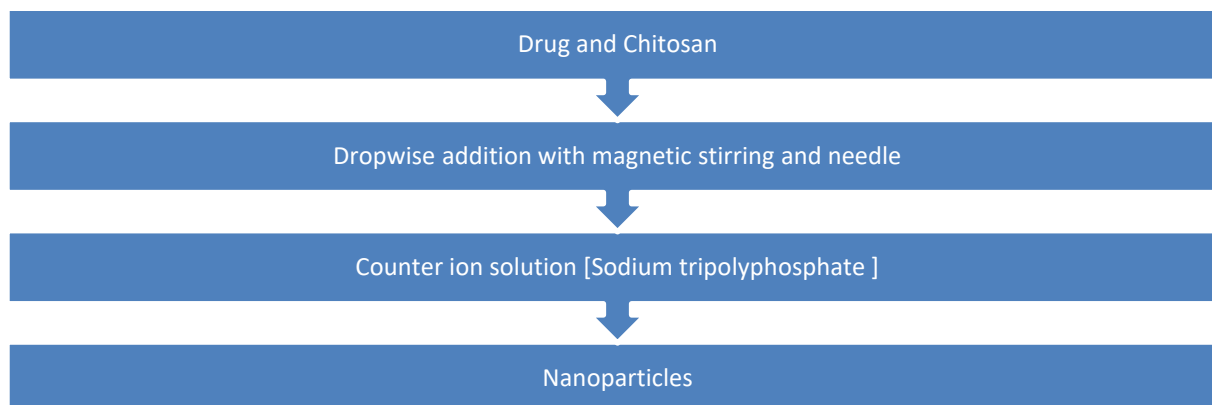 Drug and Chitosan
Dropwise addition with magnetic stirring and needle
Counter ion solution [Sodium tripolyphosphate ]
Nanoparticles